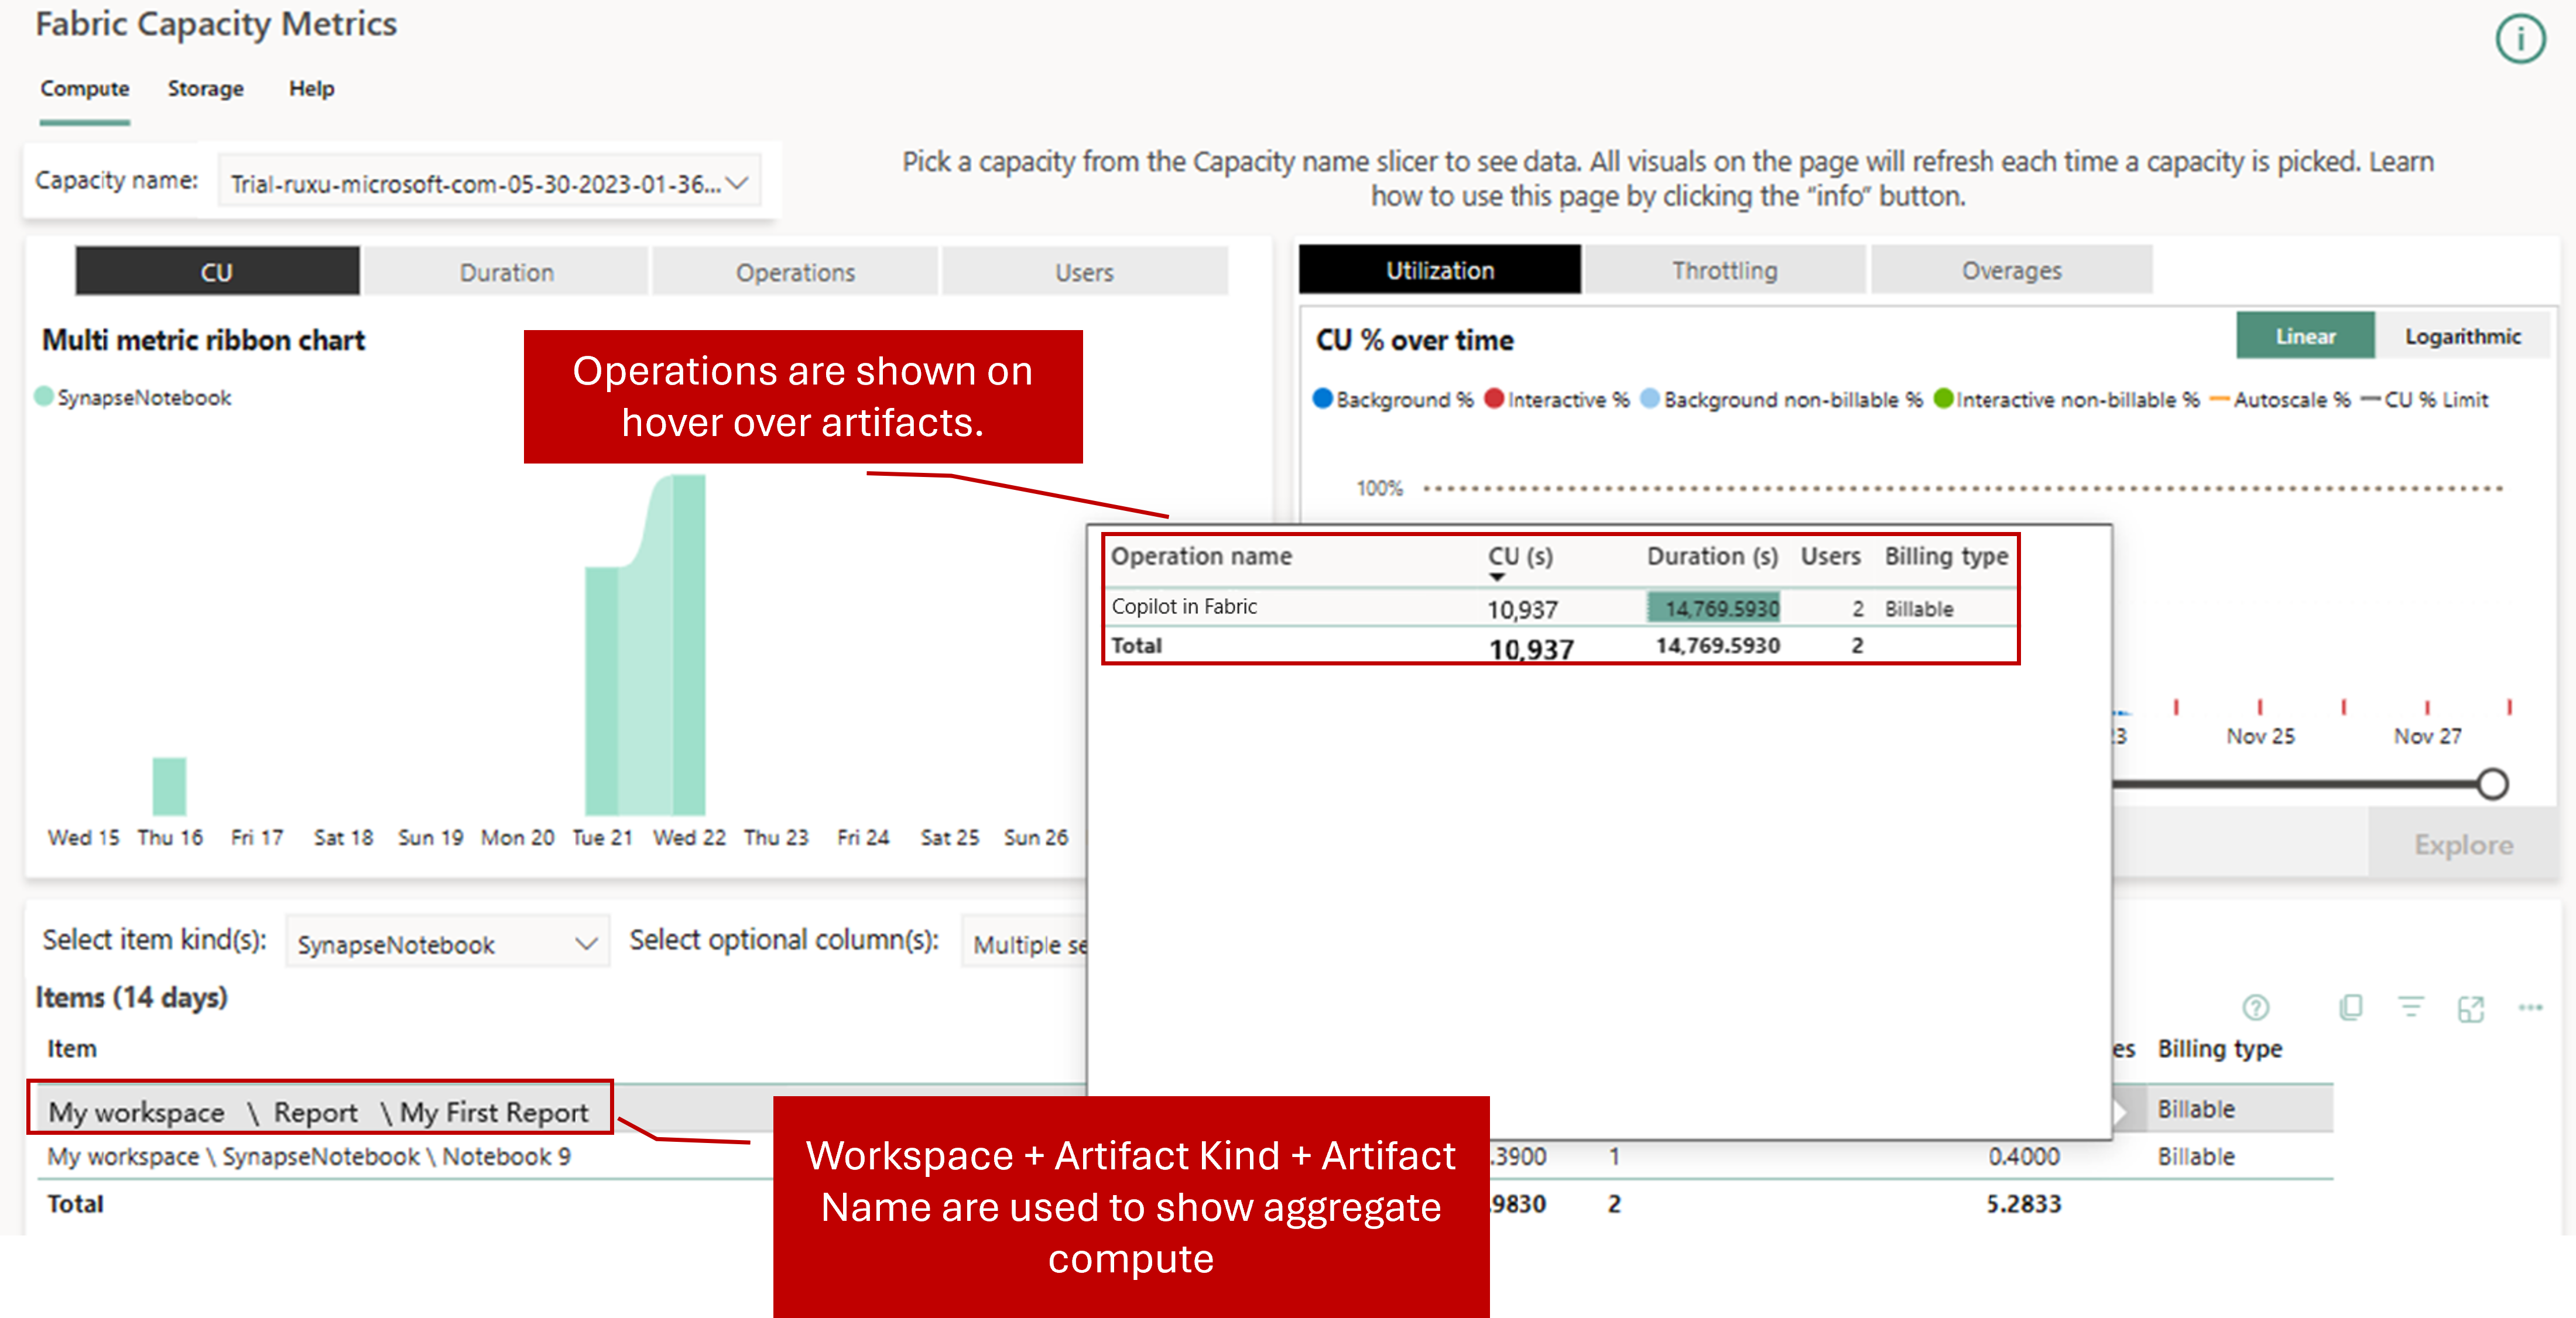 Fabric Capacity Metrics
Compute Storage Help
Capacity name: Trial-ruxu-microsoft-com-05-30-2023-01-36...
Pick a capacity from the Capacity name slicer to see data. All visuals on the page will refresh each time a capacity is picked. Learn
how to use this page by clicking the “info” button.
CU Duration Operations Users
Multi metric ribbon chart
SynapseNotebook
Operations are shown on
hover over artifacts.
Wed 15 Thu 16 Fri 17 Sat 18 Sun 19 Mon 20 Tue 21 Wed 22 Thu 23 Fri 24 Sat 25 Sun 26
Utilization Throttling Overages
CU % over time
Linear Logarithmic
Background % Interactive % Background non-billable % Interactive non-billable % Autoscale % CU % Limit
100%
Operation name CU (s) Duration (s) Users Billing type
Copilot in Fabric 10,937 14,769.5930 2 Billable
Total 10,937 14,769.5930 2
Nov 25 Nov 27
Explore
Select item kind(s): SynapseNotebook Select optional column(s): Multiple se
Items (14 days)
Item es Billing type
My workspace \ Report \ My First Report Billable
My workspace \ SynapseNotebook \ Notebook 9 .3900 1 0.4000 Billable
Total 9830 2 5.2833
Workspace + Artifact Kind + Artifact
Name are used to show aggregate
compute